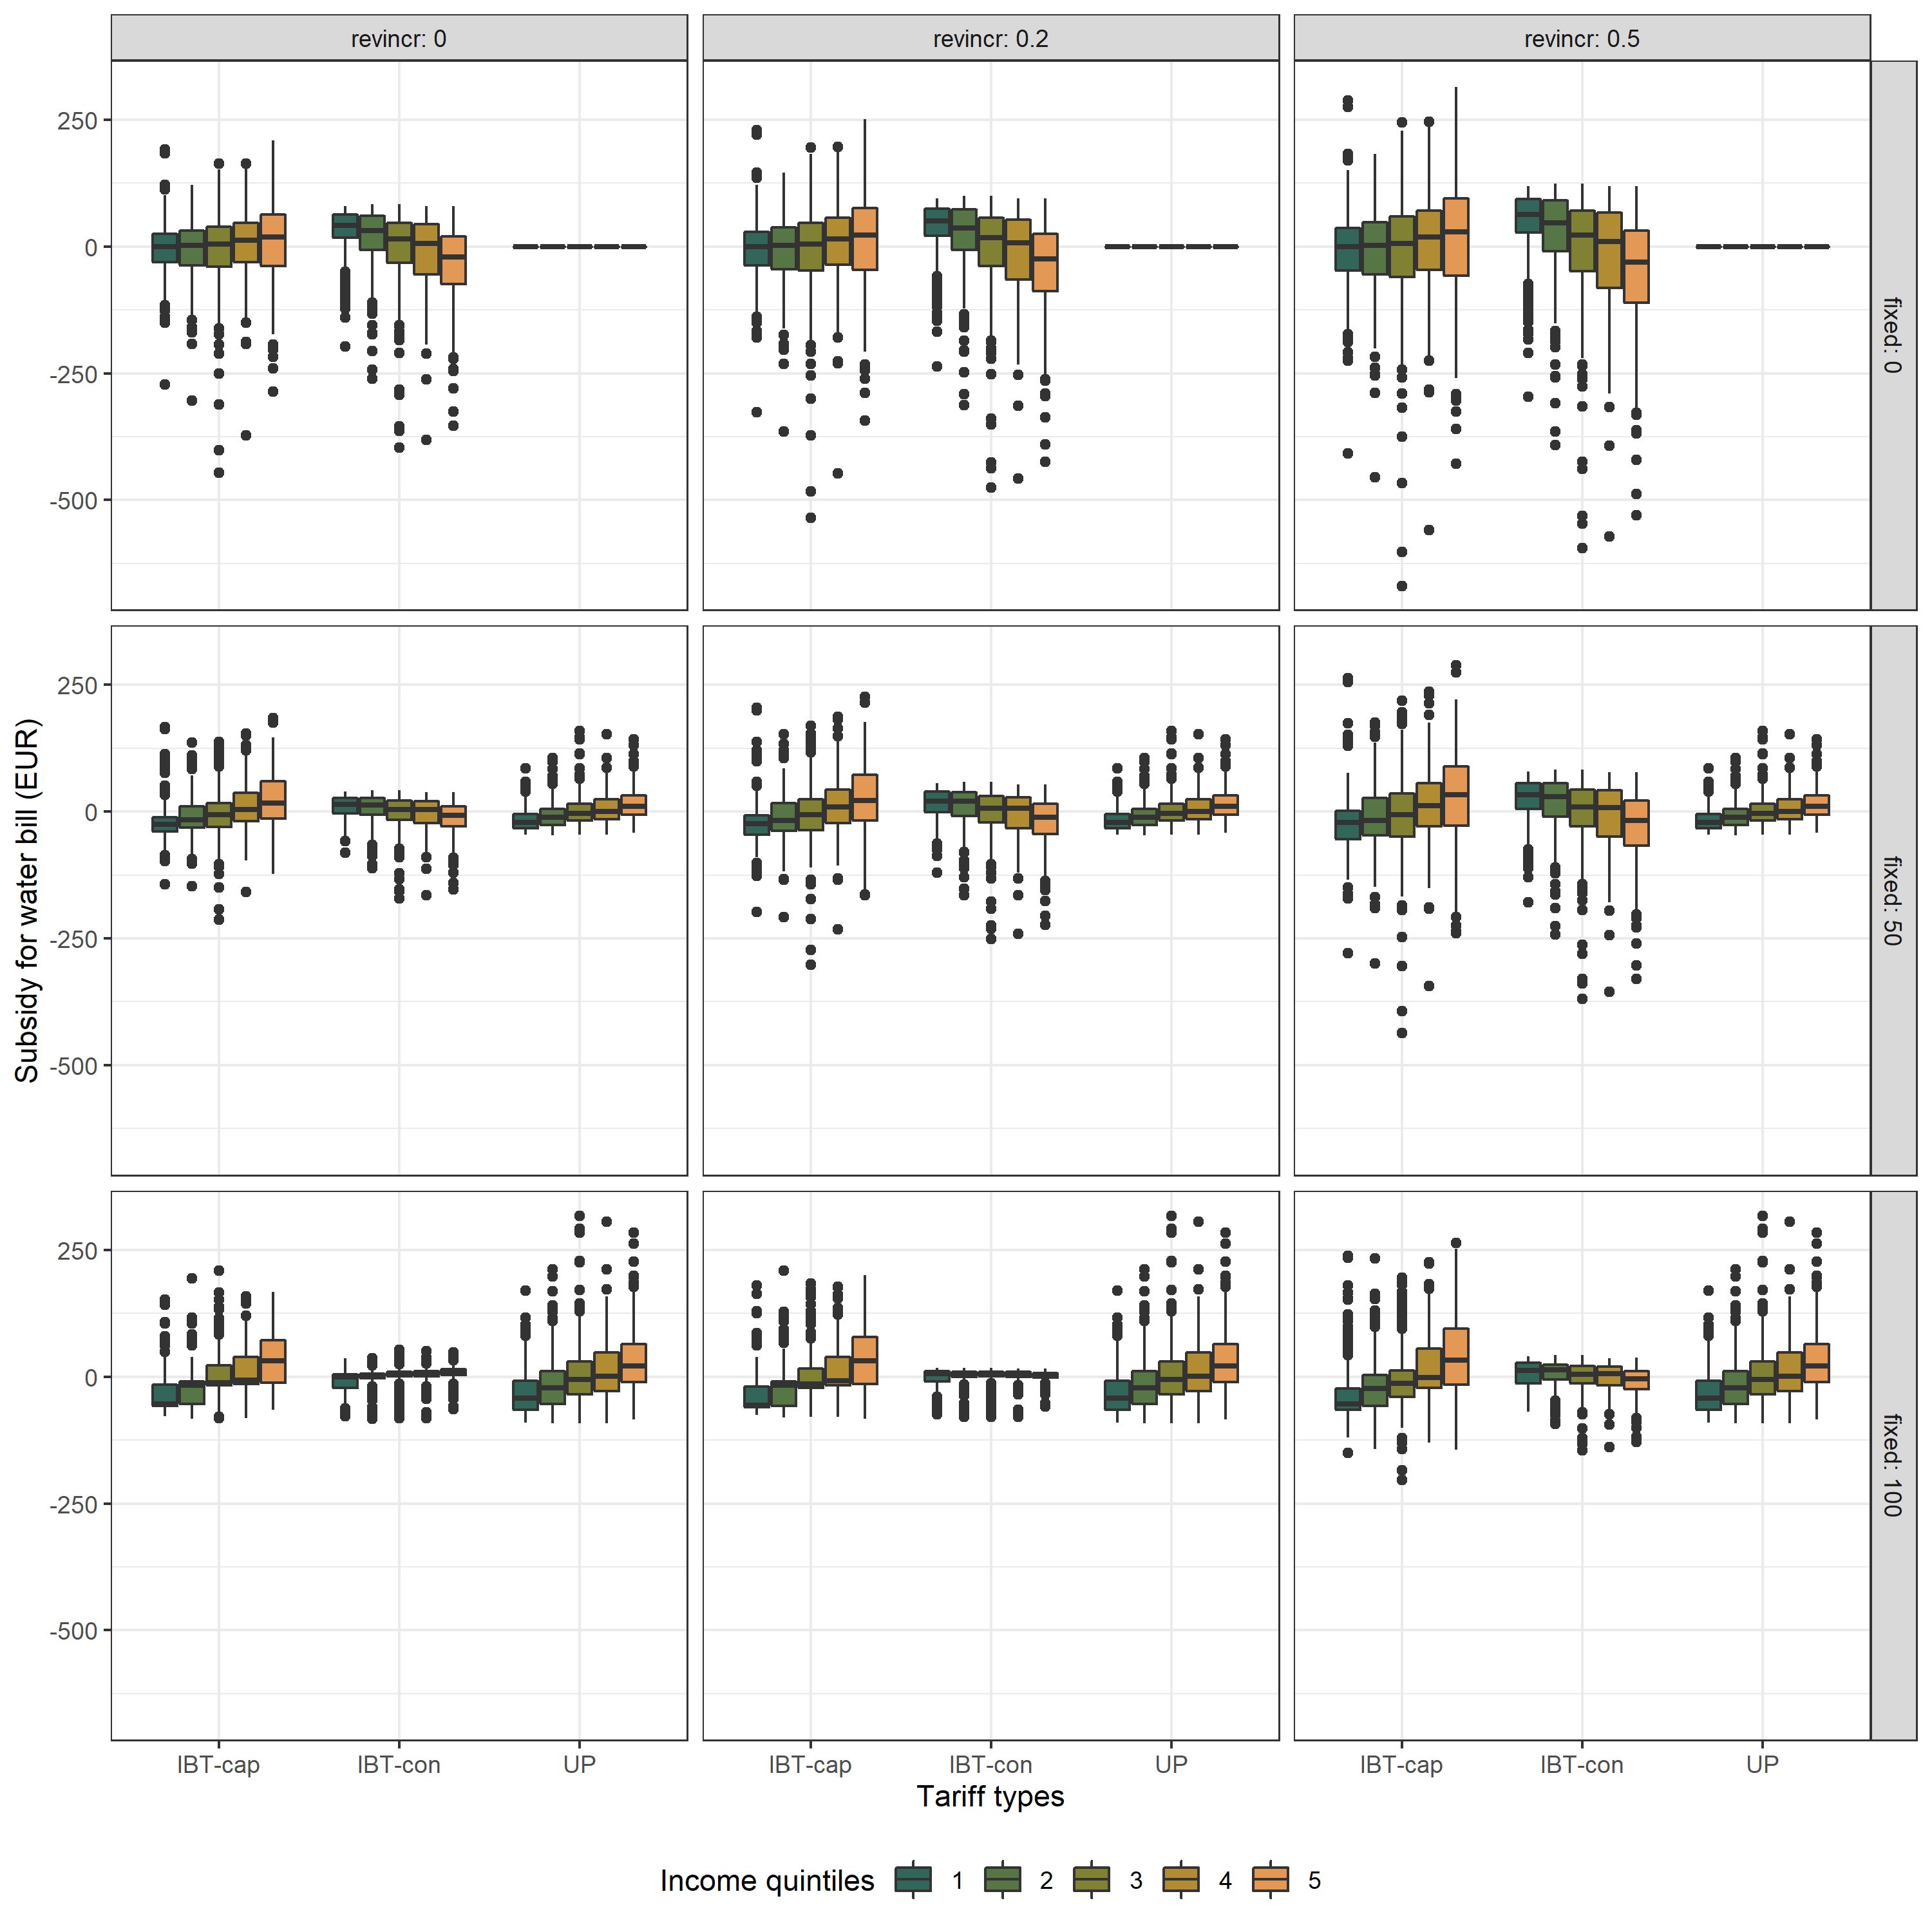 revincr: 0 revincr: 0.2 revincr: 0.5
250
0
-250
-500
fixed: 0
250
0
-250
-500
fixed: 50
250
0
-250
-500
fixed: 100
Subsidy for water bill (EUR)
IBT-cap IBT-con UP IBT-cap IBT-con UP IBT-cap IBT-con UP
Tariff types
Income quintiles 1 2 3 4 5